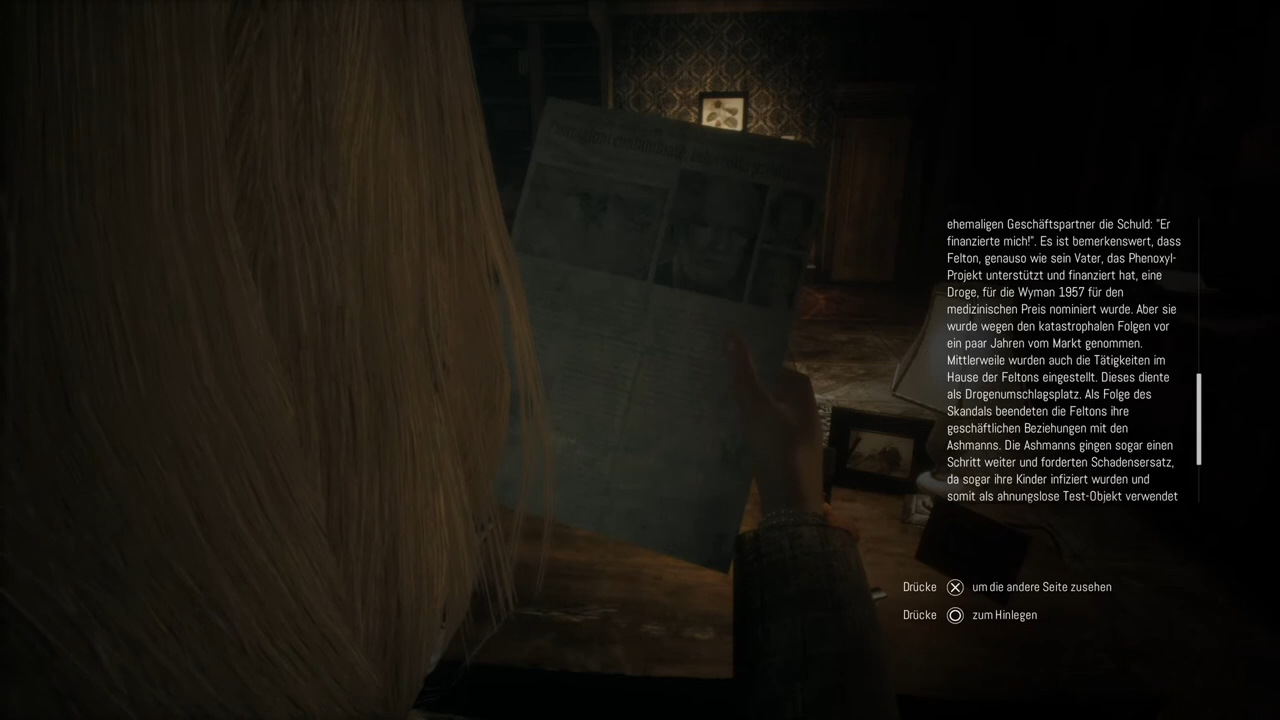 ehemaligen Geschäftspartner die Schuld: "Er
finanzierte mich!". Es ist bemerkenswert, dass
Felton, genauso wie sein Vater, das Phenoxyl-
Projekt unterstützt und finanziert hat, eine
Droge, für die Wyman 1957 für den
medizinischen Preis nominiert wurde. Aber sie
wurde wegen den katastrophalen Folgen vor
ein paar Jahren vom Markt genommen.
Mittlerweile wurden auch die Tätigkeiten im
Hause der Feltons eingestellt. Dieses diente
als Drogenumschlagsplatz. Als Folge des
Skandals beendeten die Feltons ihre
geschäftlichen Beziehungen mit den
Ashmanns. Die Ashmanns gingen sogar einen
Schritt weiter und forderten Schadensersatz,
da sogar ihre Kinder infiziert wurden und
somit als ahnungslose Test-Objekt verwendet
Drücke um die andere Seite zusehen
Drücke zum Hinlegen